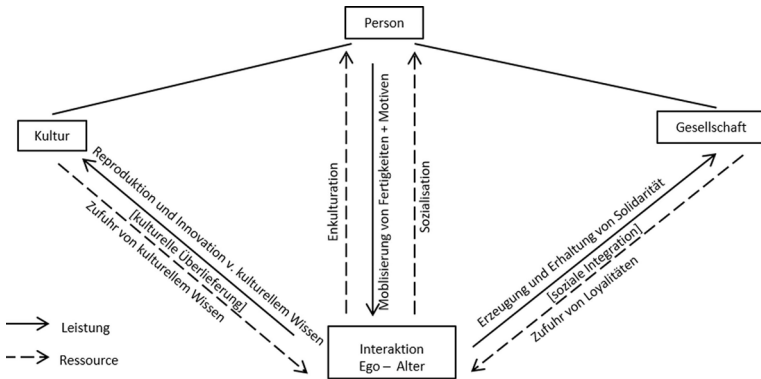 Person
Kultur
Gesellschaft
Reproduktion und Innovation v. kulturellem Wissen
[kulturelle Überlieferung]
Zufuhr von kulturellem Wissen
Enkulturation
Moblisierung von Fertigkeiten + Motiven
Sozialisation
Erzeugung und Erhaltung von Solidarität
[soziale Integration]
Zufuhr von Loyalitäten
Leistung
Ressource
Interaktion
Ego – Alter